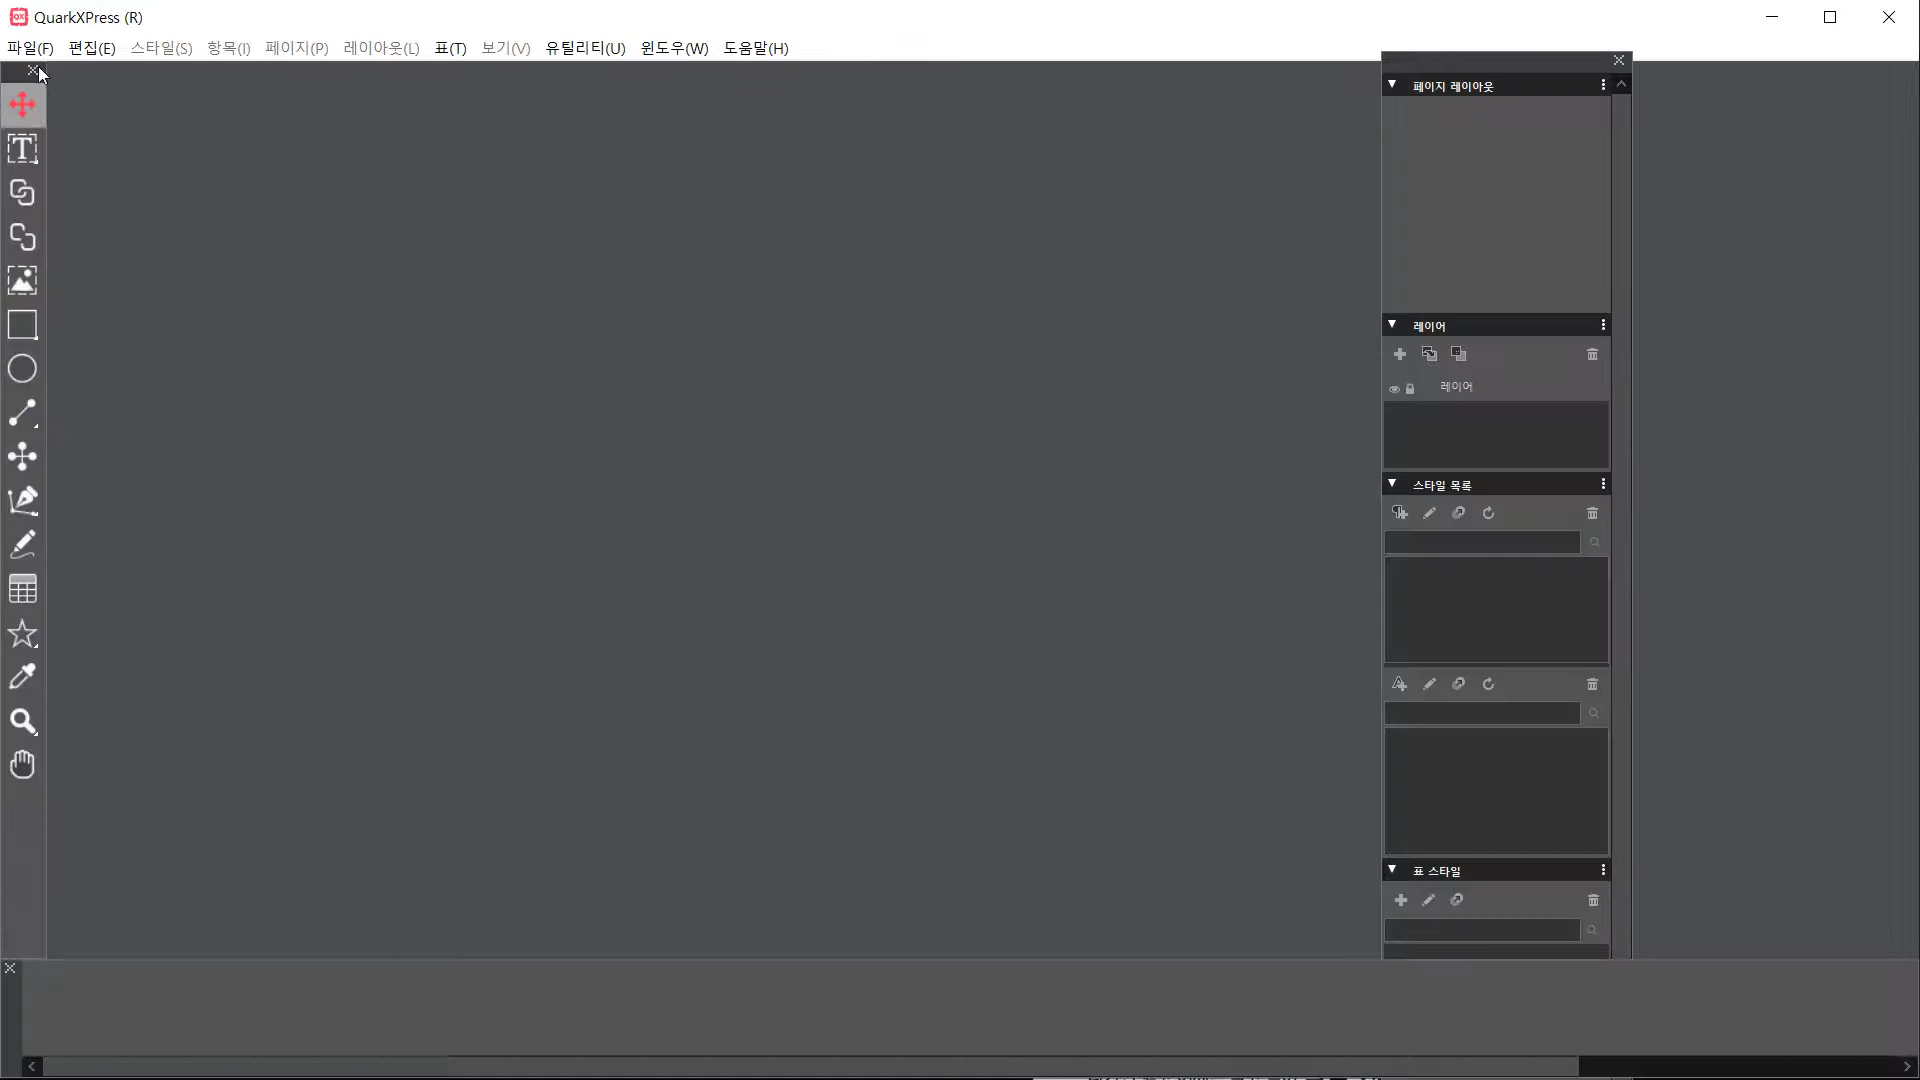 QuarkXPress (R)
파일(F) 편집(E) 스타일(S) 항목(I) 페이지(P) 레이아웃(L) 표(T) 보기(V) 유틸리티(U) 윈도우(W) 도움말(H)
페이지 레이아웃
레이어
레이어
스타일 목록
표 스타일